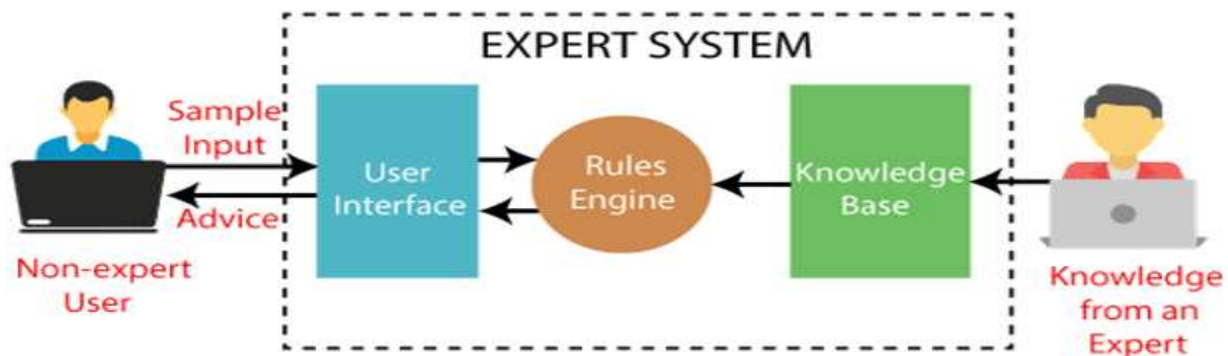 EXPERT SYSTEM
Sample
Input
Advice
Non-expert
User
User
Interface
Rules
Engine
Knowledge
Base
Knowledge
from an
Expert